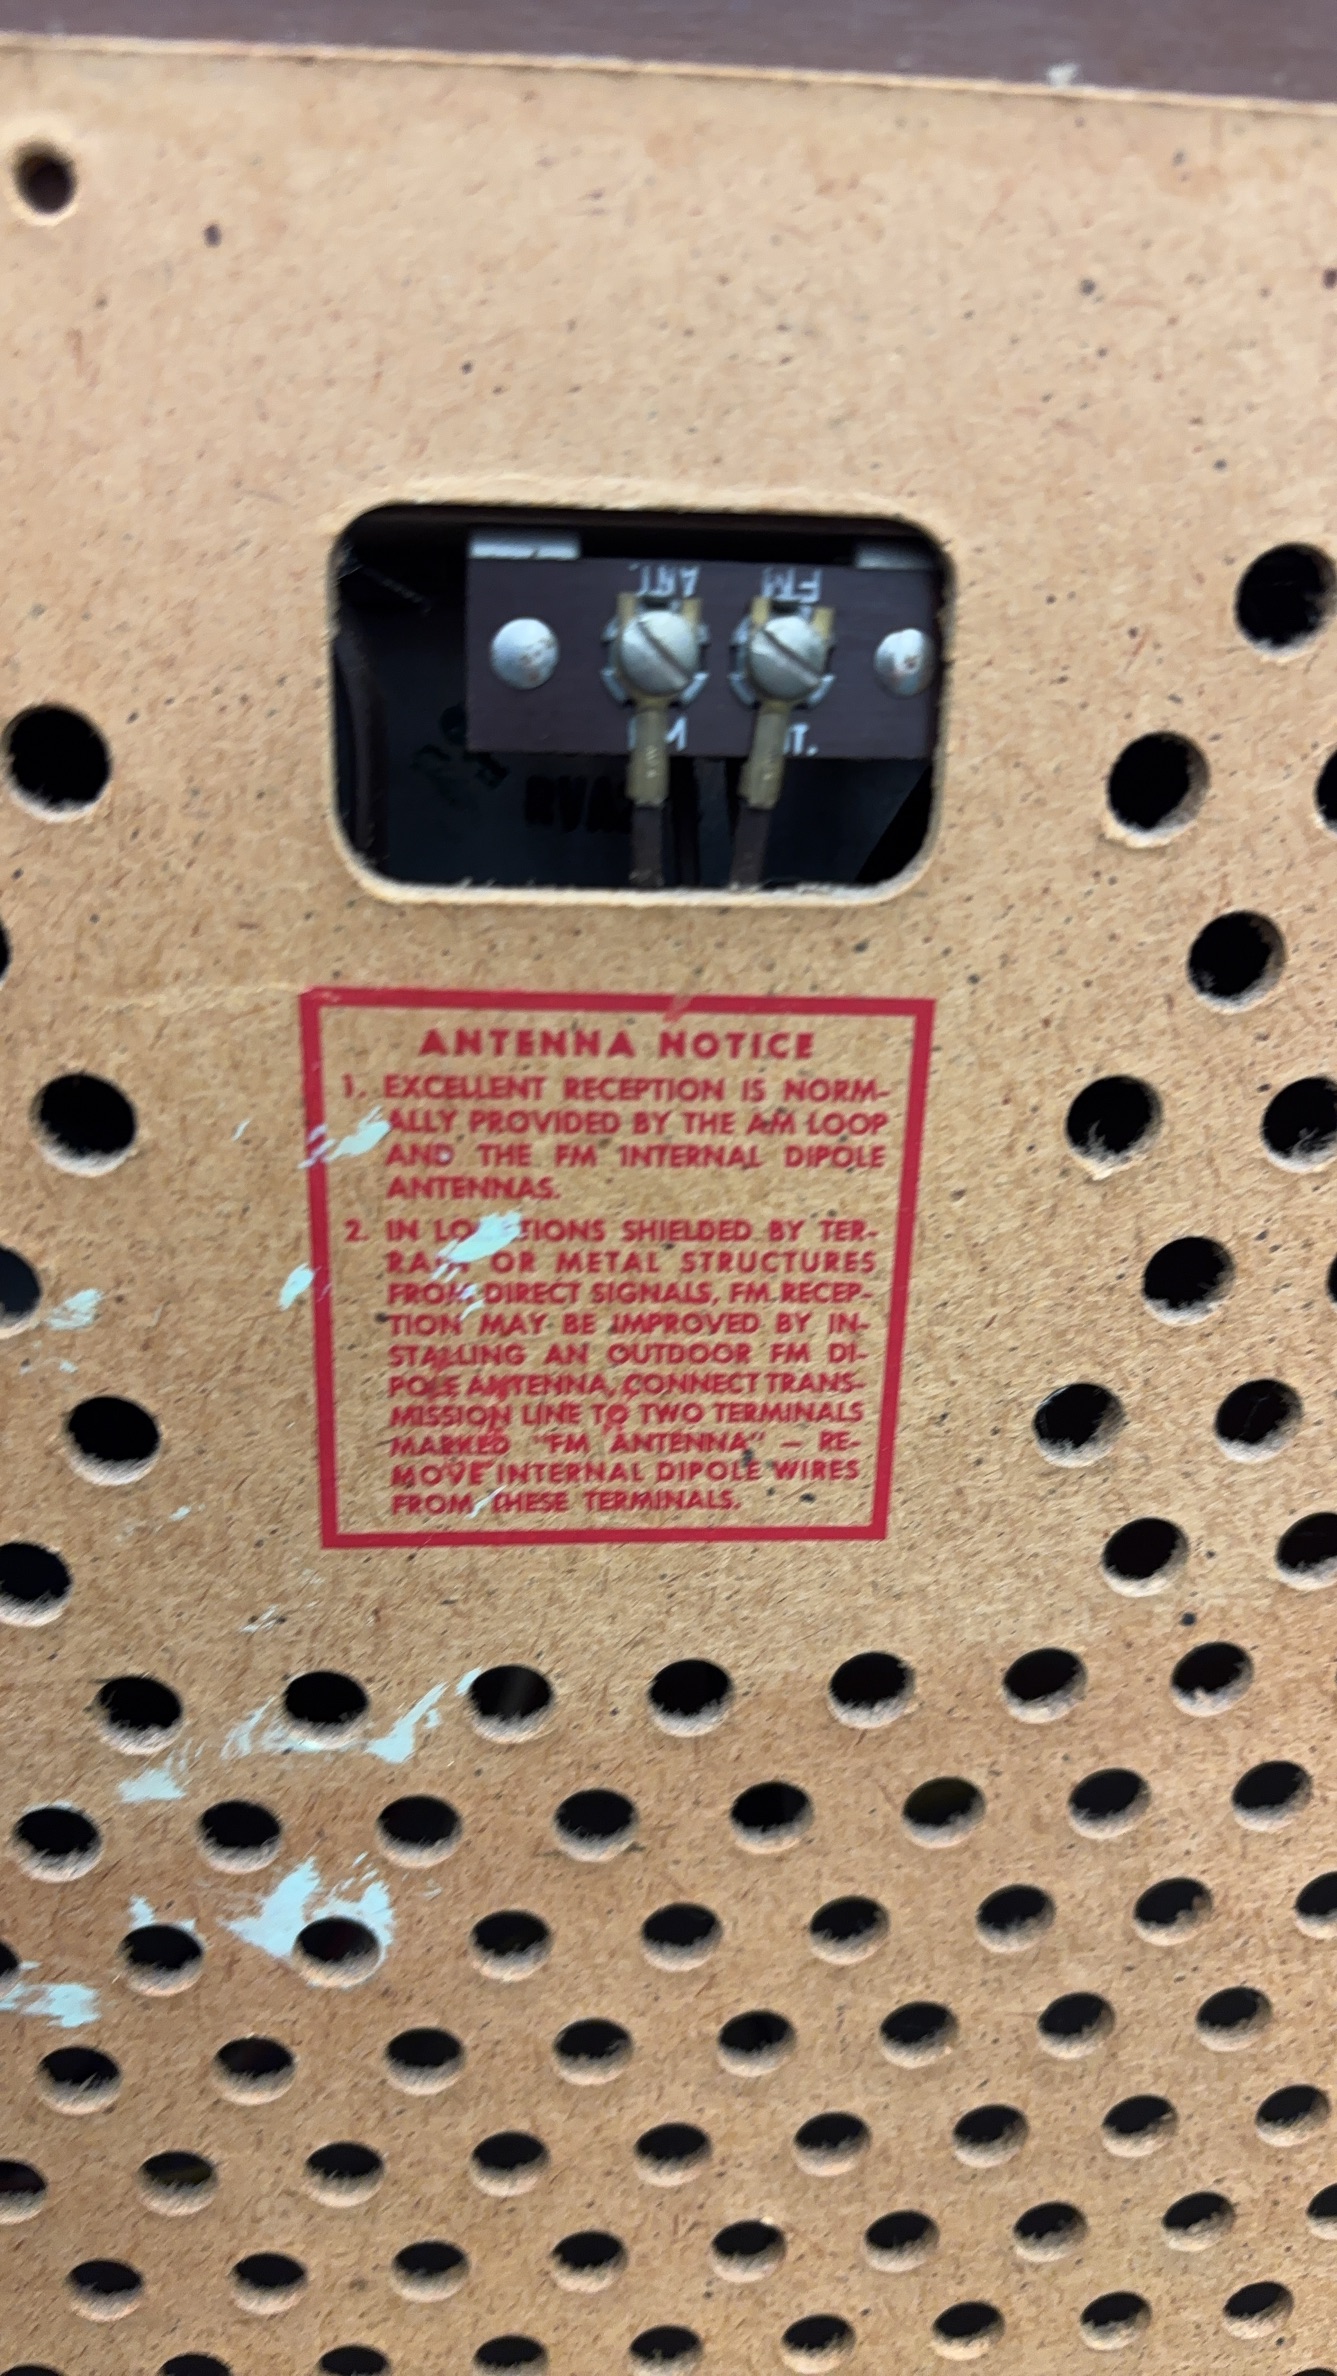 ANT. FM
ANTENNA NOTICE
1. EXCELLENT RECEPTION IS NORM-
ALLY PROVIDED BY THE AM LOOP
AND THE FM INTERNAL DIPOLE
ANTENNAS.
2. IN LOCATIONS SHIELDED BY TER-
RAIN OR METAL STRUCTURES
FROM DIRECT SIGNALS, FM RECEP-
TION MAY BE IMPROVED BY IN-
STALLING AN OUTDOOR FM DI-
POLE ANTENNA, CONNECT TRANS-
MISSION LINE TO TWO TERMINALS
MARKED "FM ANTENNA" — RE-
MOVE INTERNAL DIPOLE WIRES
FROM THESE TERMINALS.